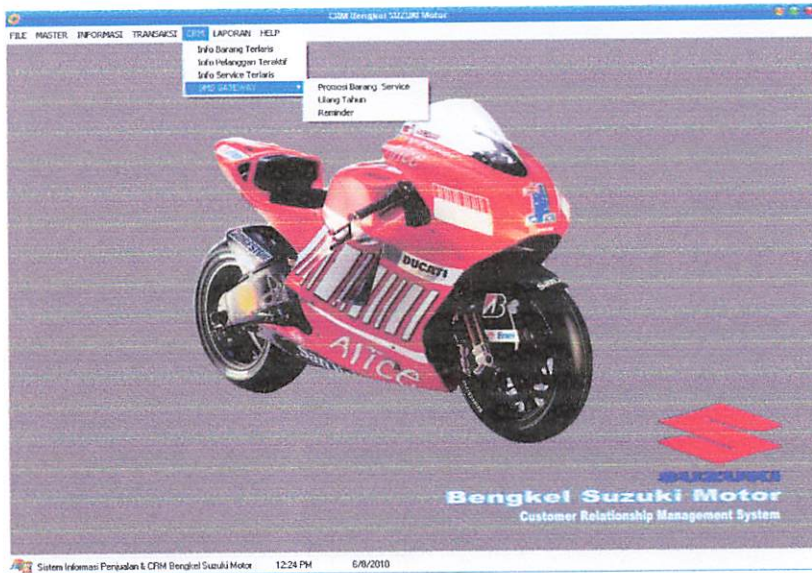 CRM Bengkel SUZUKI Motor
FILE MASTER INFORMASI TRANSAKSI CRM LAPORAN HELP
Info Barang Terlaris
Info Pelanggan Teraktif
Info Service Terlaris
SMS GATEWAY
Promosi Barang, Service
Ulang Tahun
Reminder
Alice
1
DUCATI
Alice
SUZUKI
Bengkel Suzuki Motor
Customer Relationship Management System
Sistem Informasi Penjualan & CRM Bengkel Suzuki Motor 12:24 PM 6/8/2010